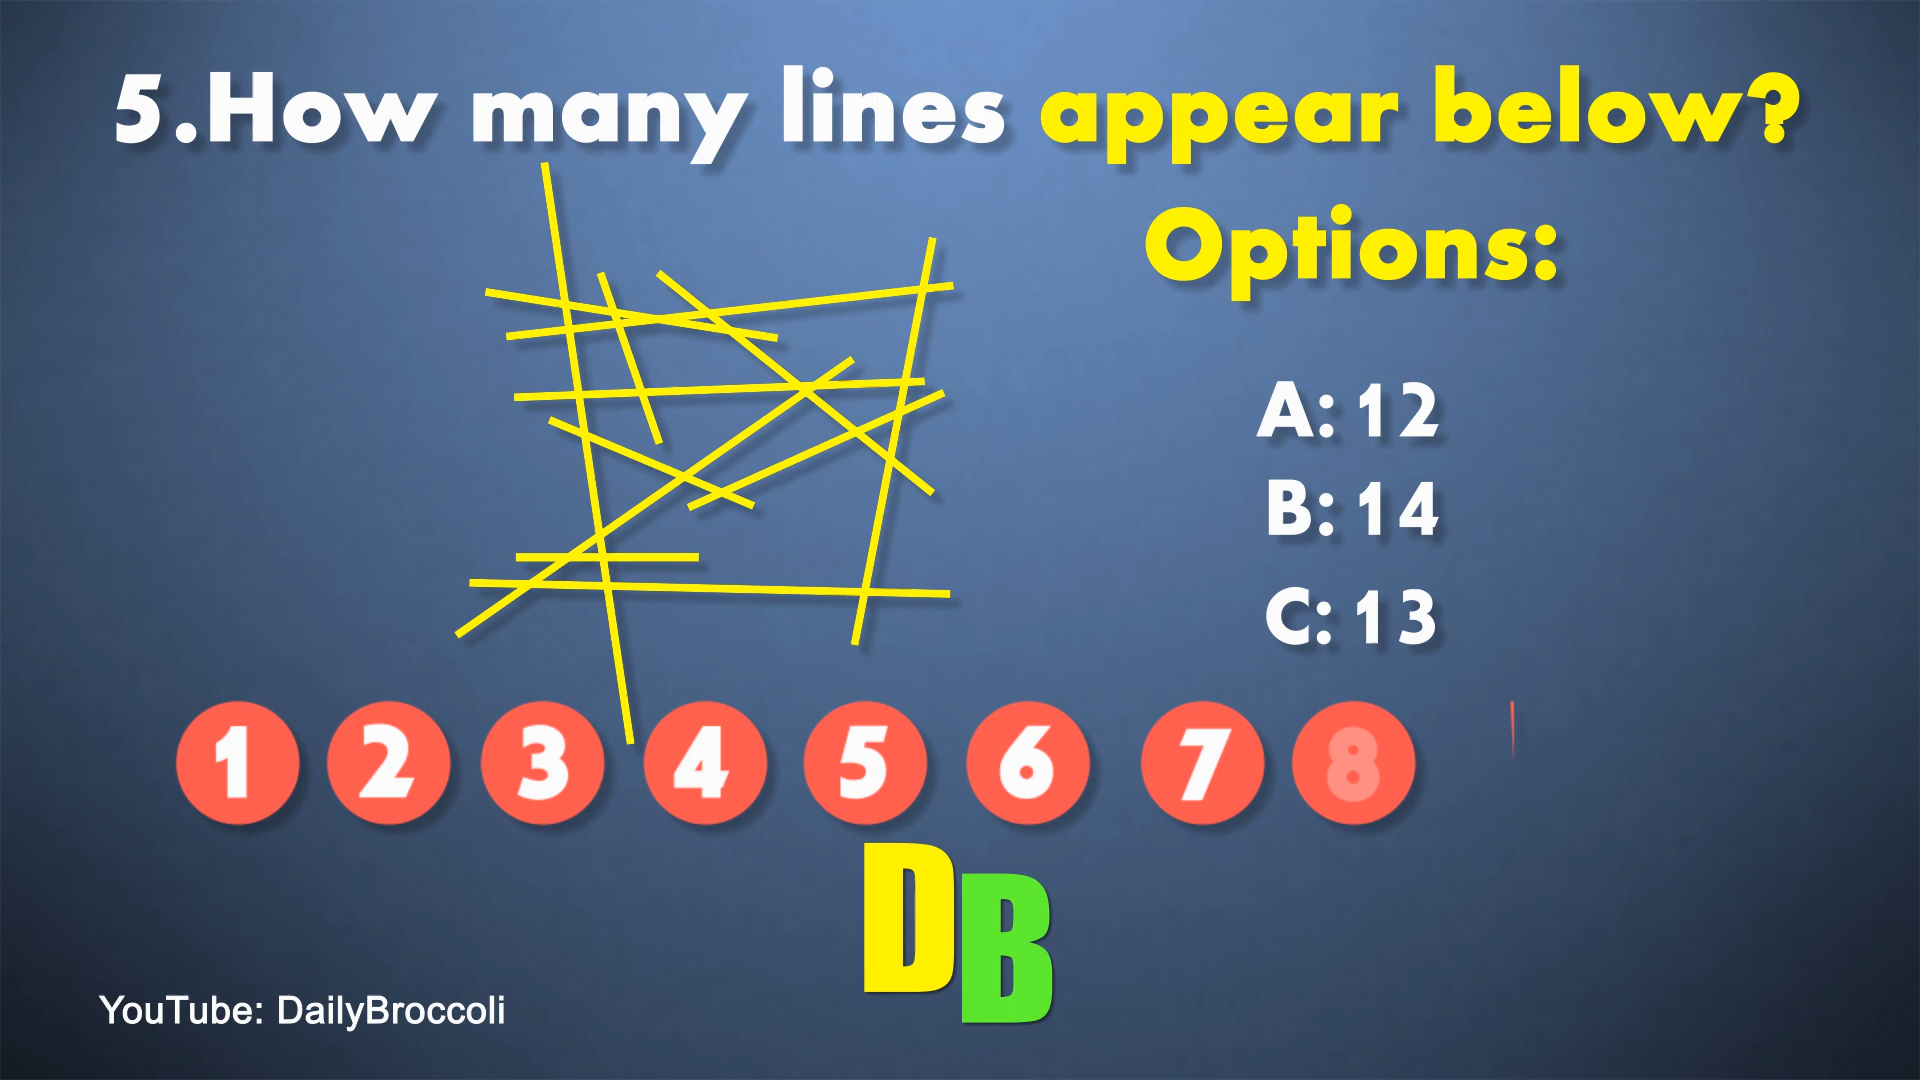 5.How many lines appear below?
Options:
A: 12
B: 14
C: 13
1 2 3 4 5 6 7 8
DB
YouTube: DailyBroccoli